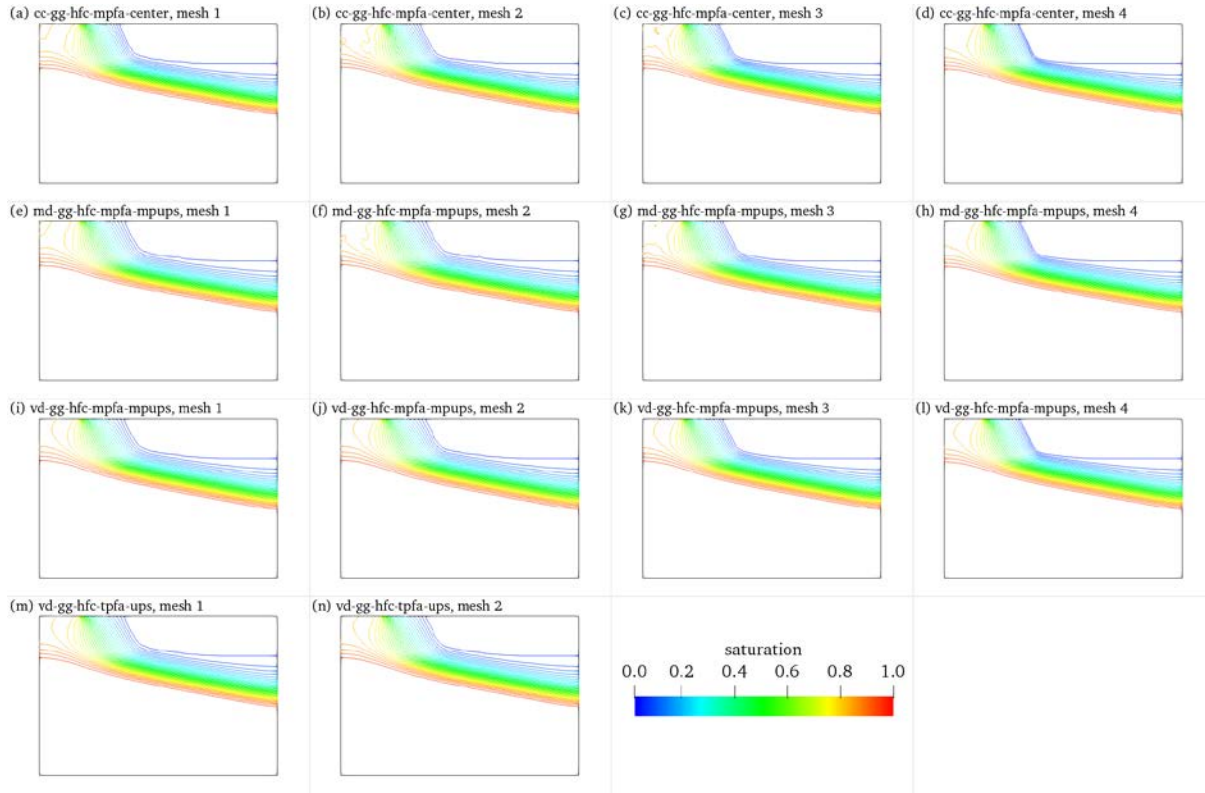 (a) cc-gg-hfc-mpfa-center, mesh 1
(b) cc-gg-hfc-mpfa-center, mesh 2
(c) cc-gg-hfc-mpfa-center, mesh 3
(d) cc-gg-hfc-mpfa-center, mesh 4
(e) md-gg-hfc-mpfa-mpups, mesh 1
(f) md-gg-hfc-mpfa-mpups, mesh 2
(g) md-gg-hfc-mpfa-mpups, mesh 3
(h) md-gg-hfc-mpfa-mpups, mesh 4
(i) vd-gg-hfc-mpfa-mpups, mesh 1
(j) vd-gg-hfc-mpfa-mpups, mesh 2
(k) vd-gg-hfc-mpfa-mpups, mesh 3
(l) vd-gg-hfc-mpfa-mpups, mesh 4
(m) vd-gg-hfc-tpfa-ups, mesh 1
(n) vd-gg-hfc-tpfa-ups, mesh 2
saturation
0.0 0.2 0.4 0.6 0.8 1.0